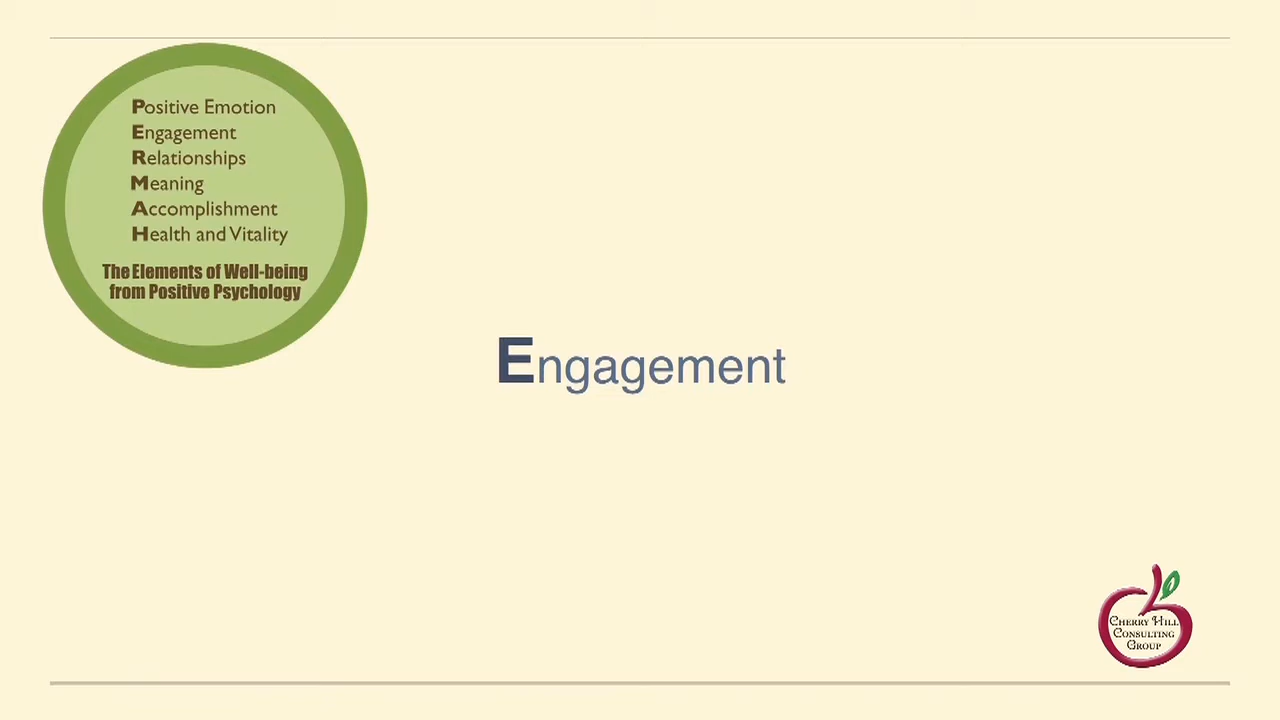 Positive Emotion
Engagement
Relationships
Meaning
Accomplishment
Health and Vitality
The Elements of Well-being
from Positive Psychology
Engagement
Cherry Hill
Consulting
Group